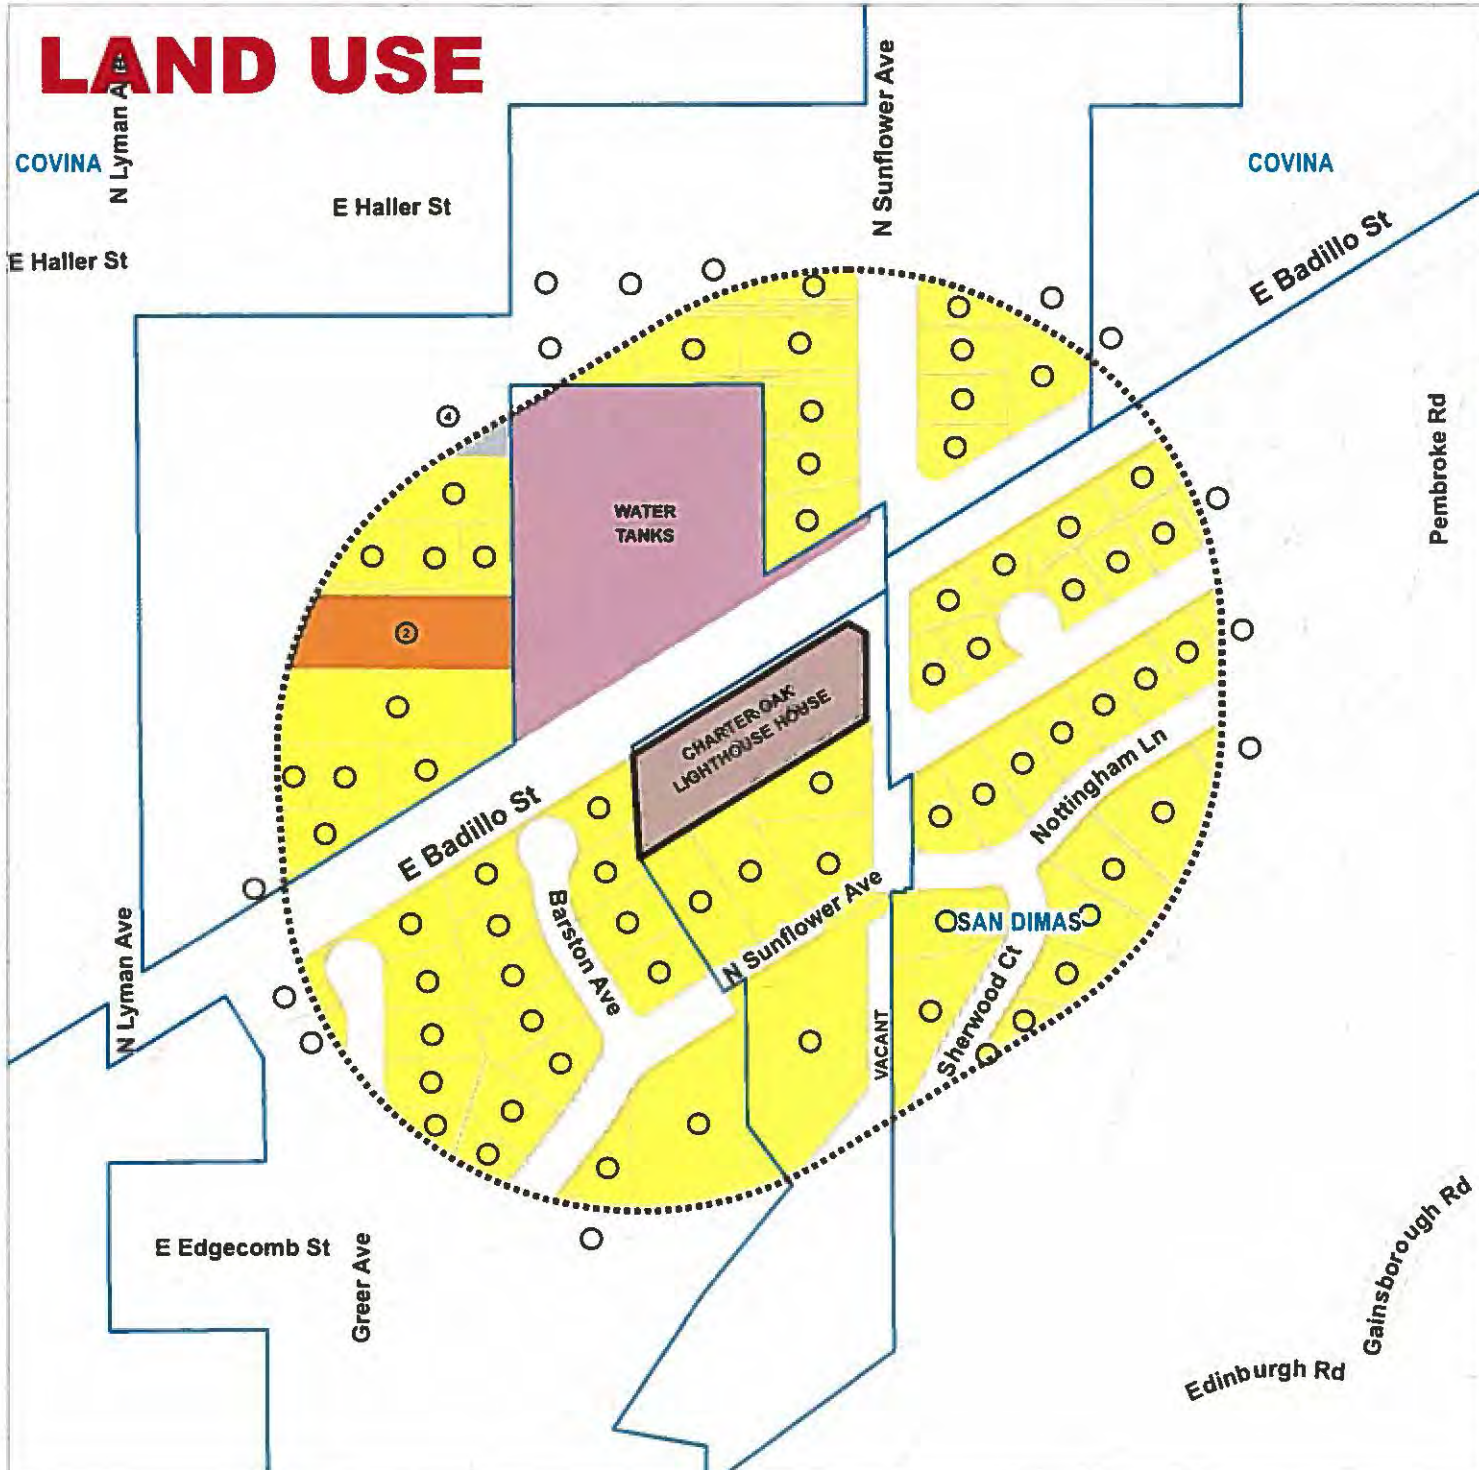 LAND USE
N Lyman Ave
N Sunflower Ave
COVINA
COVINA
E Haller St
E Haller St
E Badillo St
Pembroke Rd
4
WATER
TANKS
2
CHARTER OAK
LIGHTHOUSE HOUSE
E Badillo St
Nottingham Ln
Barston Ave
N Sunflower Ave
SAN DIMAS
N Lyman Ave
Sherwood Ct
VACANT
E Edgecomb St
Greer Ave
Gainsborough Rd
Edinburgh Rd